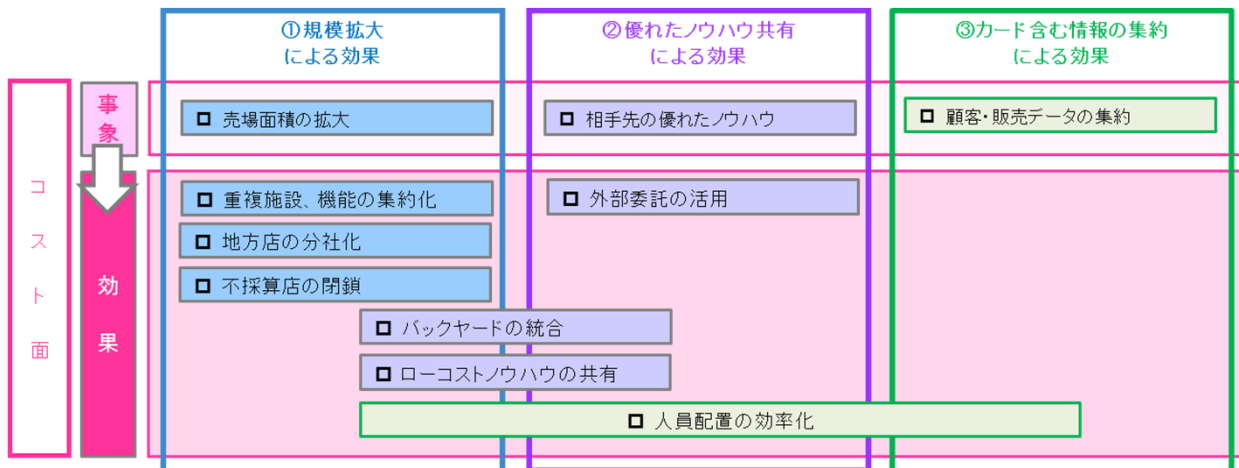 ①規模拡大
による効果
②優れたノウハウ共有
による効果
③カード含む情報の集約
による効果
コスト面
事象
売場面積の拡大
相手先の優れたノウハウ
顧客・販売データの集約
効果
重複施設、機能の集約化
外部委託の活用
地方店の分社化
不採算店の閉鎖
バックヤードの統合
ローコストノウハウの共有
人員配置の効率化